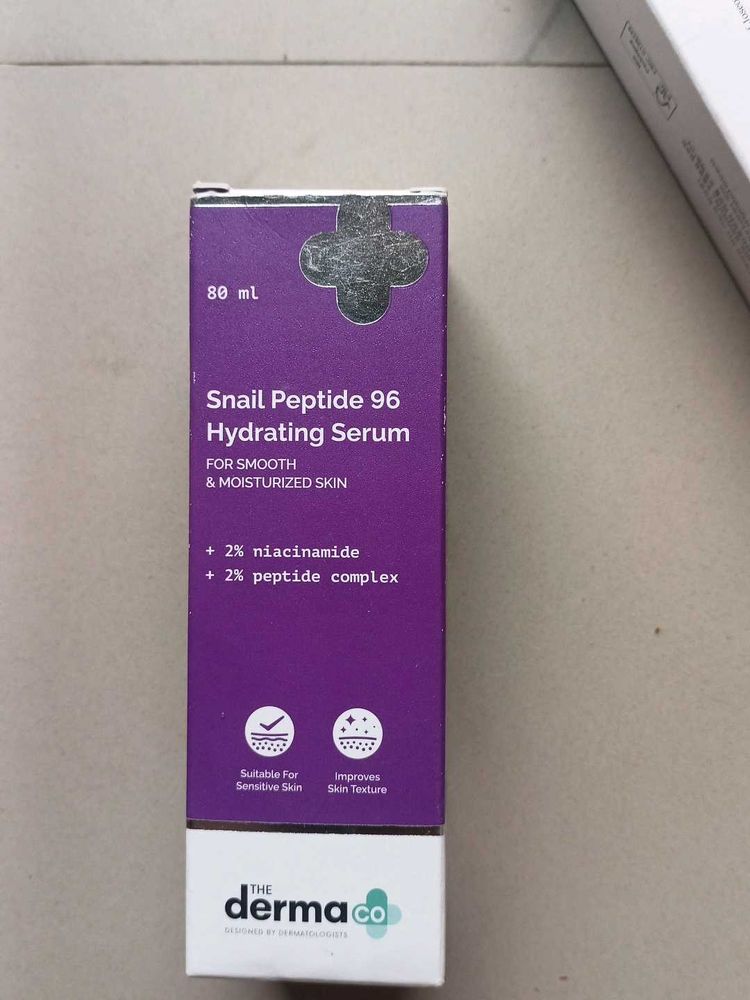 80 ml
Snail Peptide 96
Hydrating Serum
FOR SMOOTH
& MOISTURIZED SKIN
+ 2% niacinamide
+ 2% peptide complex
Suitable For
Sensitive Skin
Improves
Skin Texture
THE
derma co
DESIGNED BY DERMATOLOGISTS